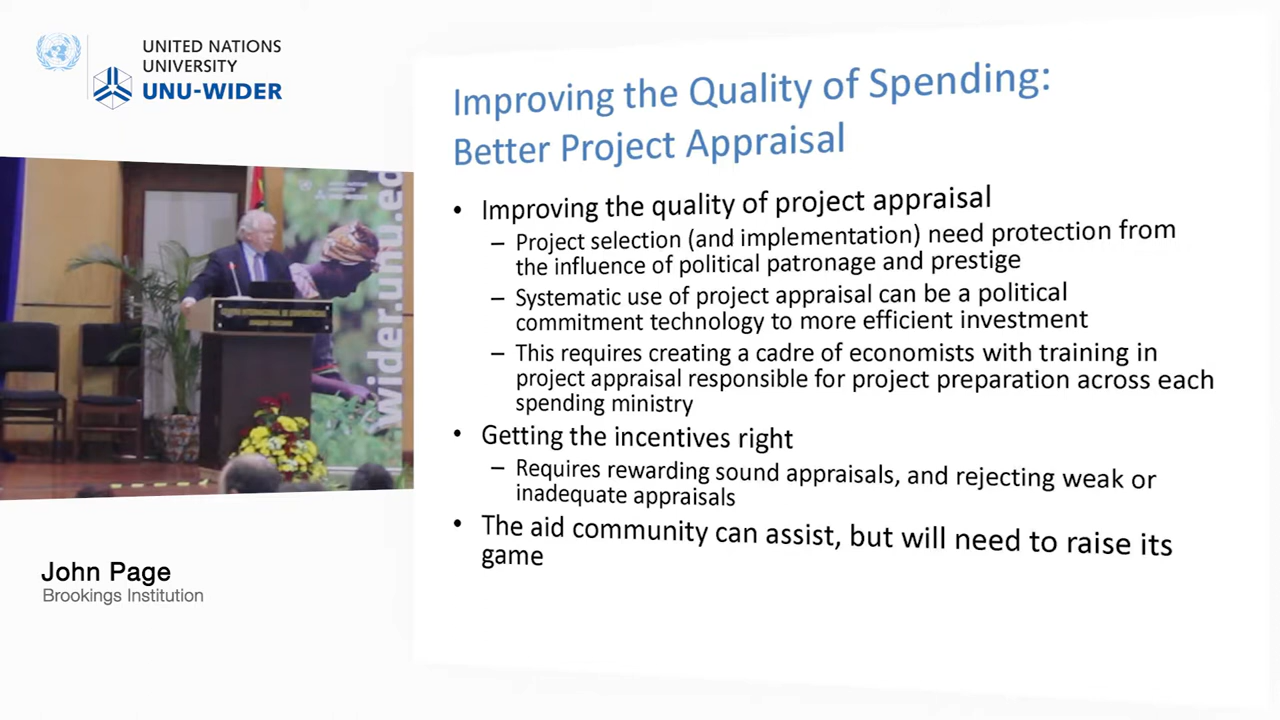 UNITED NATIONS
UNIVERSITY
UNU-WIDER
Improving the Quality of Spending:
Better Project Appraisal
• Improving the quality of project appraisal
– Project selection (and implementation) need protection from
the influence of political patronage and prestige
– Systematic use of project appraisal can be a political
commitment technology to more efficient investment
– This requires creating a cadre of economists with training in
project appraisal responsible for project preparation across each
spending ministry
• Getting the incentives right
– Requires rewarding sound appraisals, and rejecting weak or
inadequate appraisals
• The aid community can assist, but will need to raise its
game
wider.unu.ed
John Page
Brookings Institution